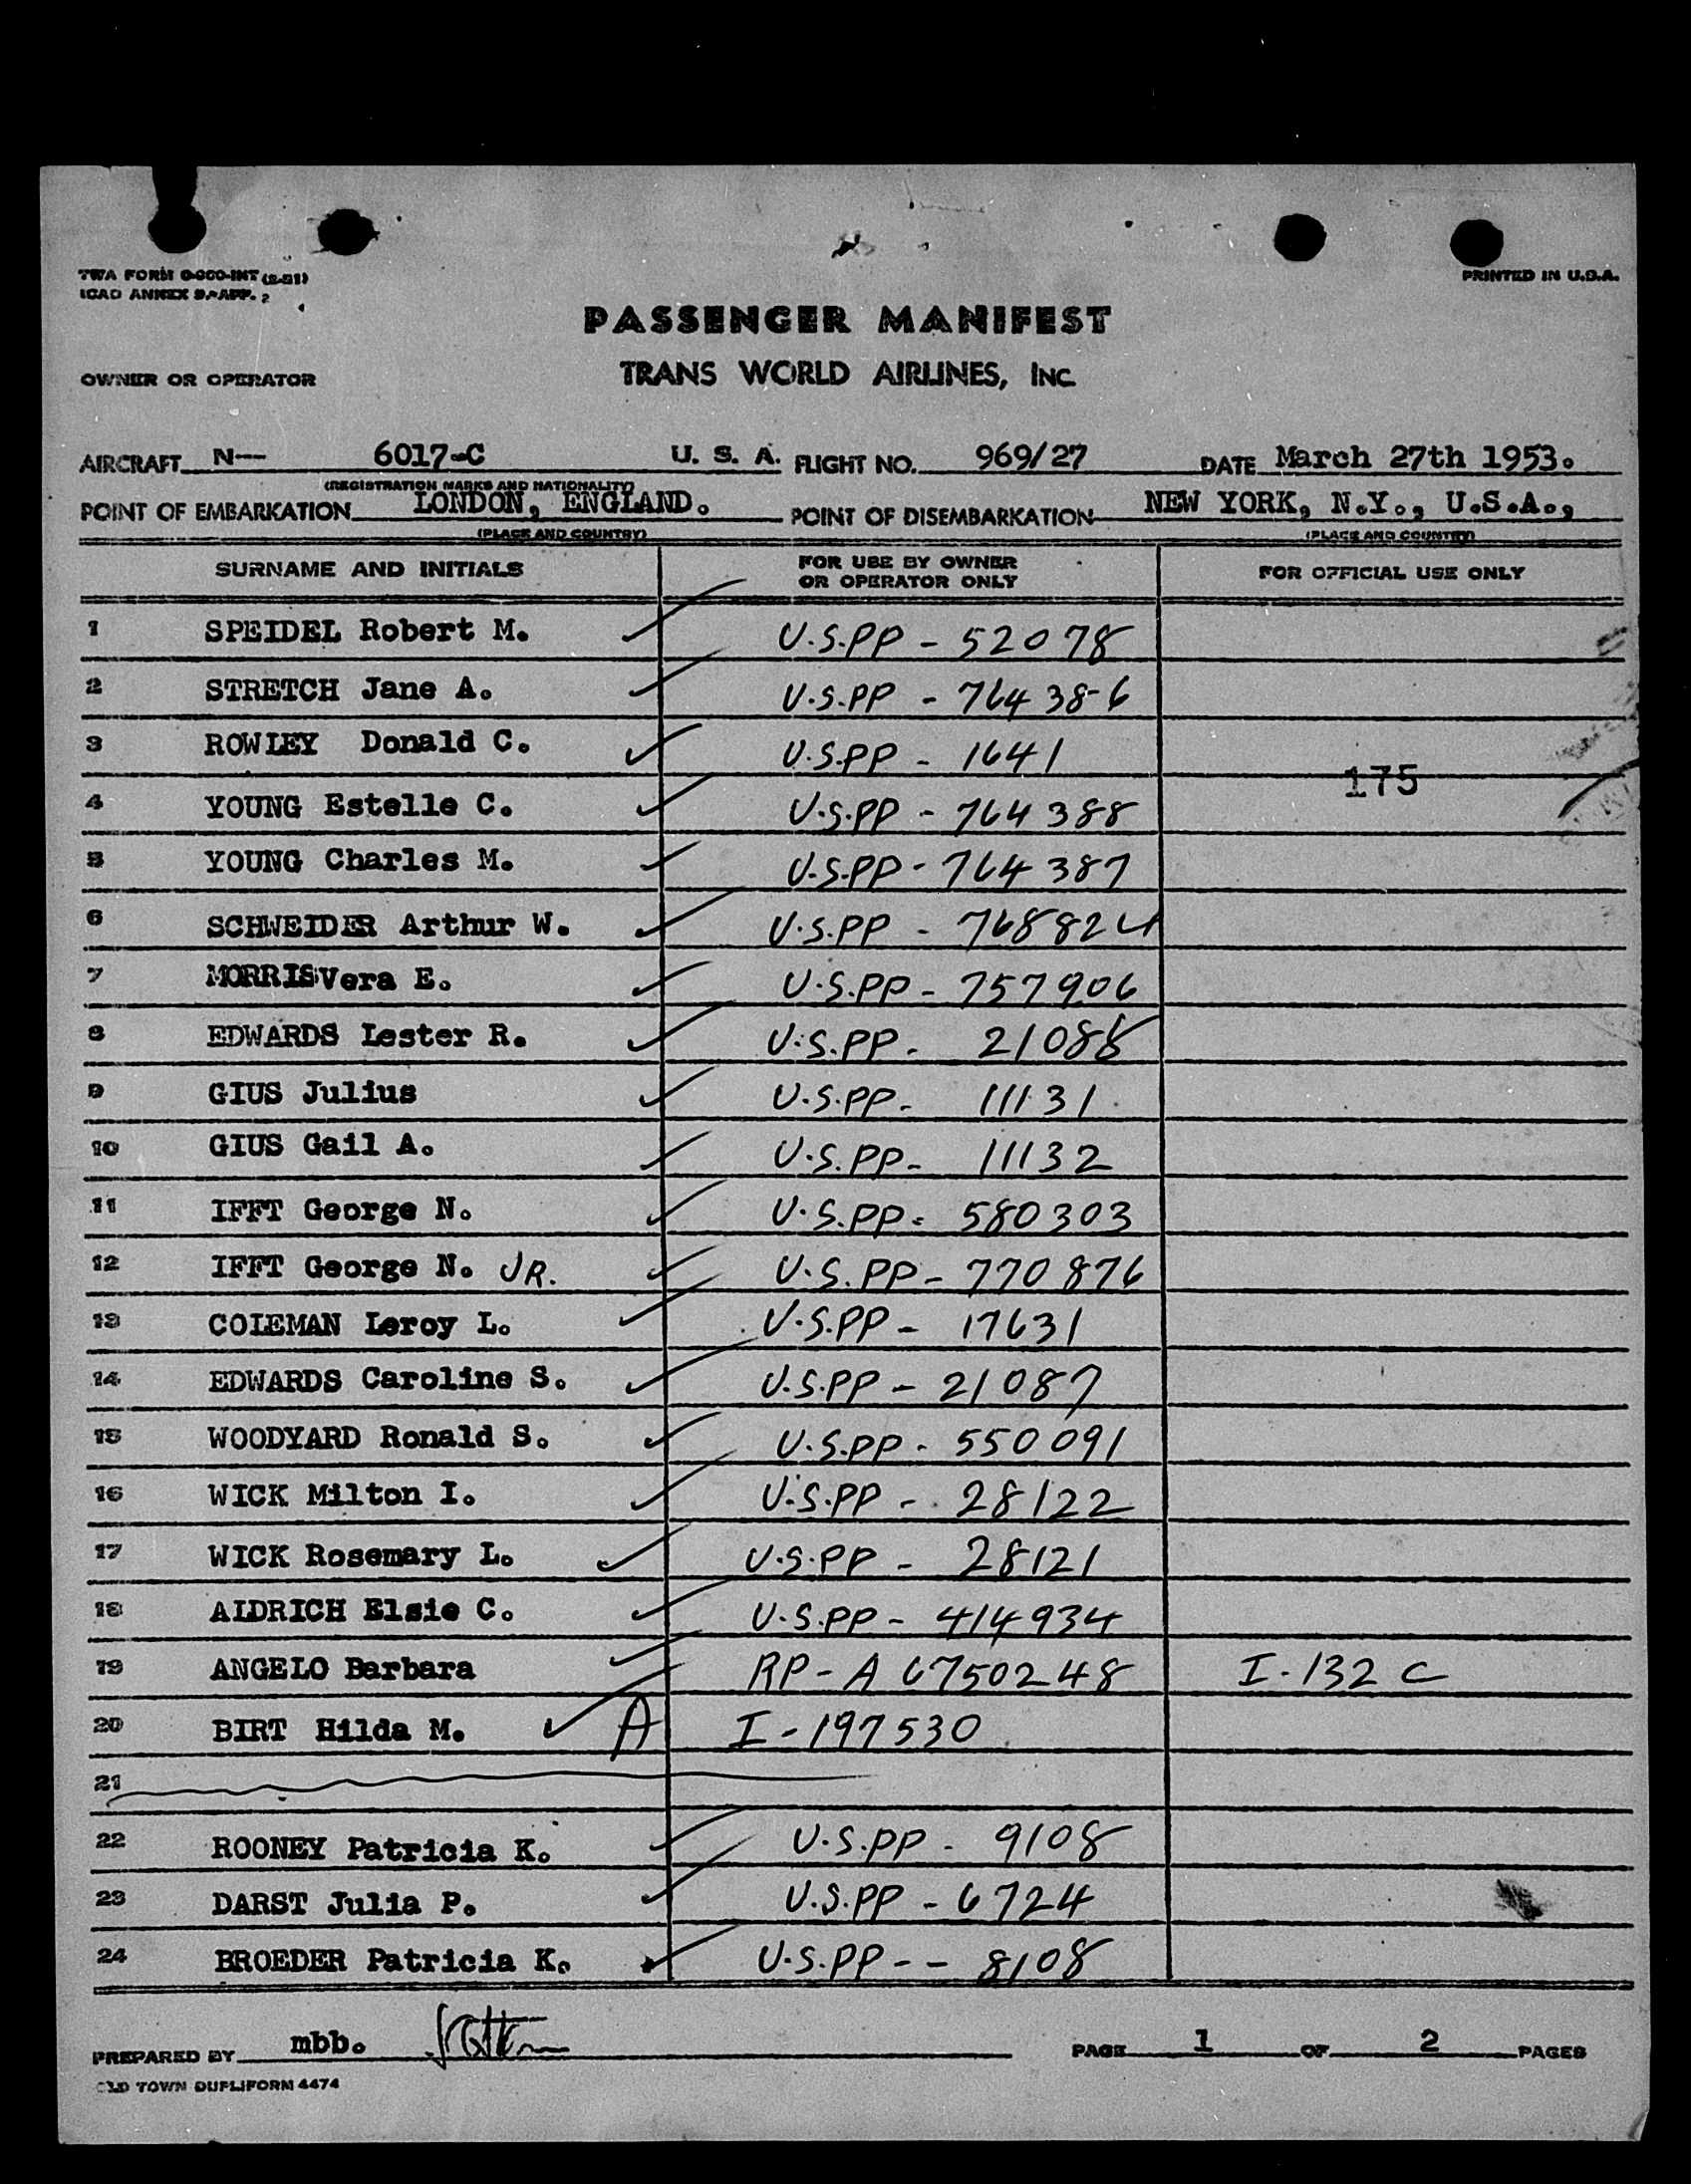 TWA FORM O-GCO-INT (2-51)
ICAO ANNEX 9-APP. 2
PRINTED IN U.S.A.
PASSENGER MANIFEST
OWNER OR OPERATOR TRANS WORLD AIRLINES, INC.
AIRCRAFT N-- 6017-C U. S. A. FLIGHT NO. 969/27 DATE March 27th 1953.
(REGISTRATION MARKS AND NATIONALITY)
POINT OF EMBARKATION LONDON, ENGLAND. POINT OF DISEMBARKATION NEW YORK, N.Y., U.S.A.,
(PLACE AND COUNTRY) (PLACE AND COUNTRY)
SURNAME AND INITIALS FOR USE BY OWNER OR OPERATOR ONLY FOR OFFICIAL USE ONLY
1 SPEIDEL Robert M. U.S.PP - 52078
2 STRETCH Jane A. U.S.PP - 764386
3 ROWLEY Donald C. U.S.PP - 1641
175
4 YOUNG Estelle C. U.S.PP - 764388
5 YOUNG Charles M. U.S.PP - 764387
6 SCHWEIDER Arthur W. U.S.PP - 768824
7 MORRIS Vera E. U.S.PP - 757906
8 EDWARDS Lester R. U.S.PP. 21088
9 GIUS Julius U.S.PP- 11131
10 GIUS Gail A. U.S.PP- 11132
11 IFFT George N. U.S.PP- 580303
12 IFFT George N. JR. U.S.PP- 770876
13 COLEMAN Leroy L. U.S.PP - 17631
14 EDWARDS Caroline S. U.S.PP - 21087
15 WOODYARD Ronald S. U.S.PP - 550091
16 WICK Milton I. U.S.PP - 28122
17 WICK Rosemary L. U.S.PP - 28121
18 ALDRICH Elsie C. U.S.PP - 414934
19 ANGELO Barbara RP-A 6750248 I-132 C
20 BIRT Hilda M. A I-197530
21
22 ROONEY Patricia K. U.S.PP - 9108
23 DARST Julia P. U.S.PP - 6724
24 BROEDER Patricia K. U.S.PP -- 8108
PREPARED BY mbb. PAGE 1 OF 2 PAGES
OLD TOWN DUPLIFORM 4474